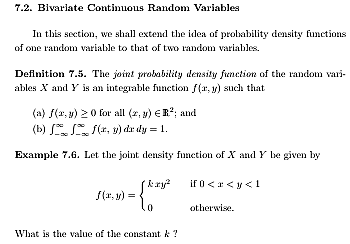 7.2. Bivariate Continuous Random Variables
In this section, we shall extend the idea of probability density functions
of one random variable to that of two random variables.
Definition 7.5. The joint probability density function of the random vari-
ables X and Y is an integrable function f(x, y) such that
(a) f(x, y) ≥ 0 for all (x, y) ∈ ℝ²; and
(b) ∫_{-∞}^{∞} ∫_{-∞}^{∞} f(x, y) dx dy = 1.
Example 7.6. Let the joint density function of X and Y be given by
f(x, y) = { k xy² if 0 < x < y < 1
0 otherwise.
What is the value of the constant k ?